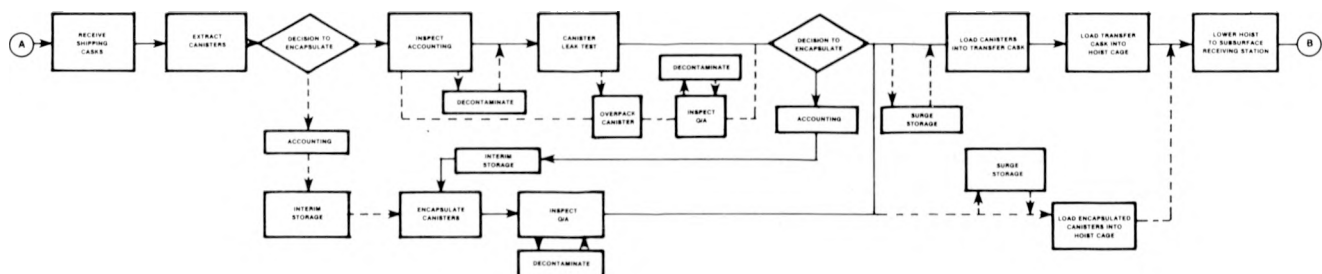 A
RECEIVE
SHIPPING
CASKS
EXTRACT
CANISTERS
DECISION TO
ENCAPSULATE
INSPECT
ACCOUNTING
DECONTAMINATE
CANISTER
LEAK TEST
OVERPACK
CANISTER
DECONTAMINATE
INSPECT
Q/A
DECISION TO
ENCAPSULATE
ACCOUNTING
LOAD CANISTERS
INTO TRANSFER CASK
LOAD TRANSFER
CASK INTO
HOIST CAGE
LOWER HOIST
TO SUBSURFACE
RECEIVING STATION
B
SURGE
STORAGE
ACCOUNTING
INTERIM
STORAGE
INTERIM
STORAGE
ENCAPSULATE
CANISTERS
INSPECT
Q/A
DECONTAMINATE
SURGE
STORAGE
LOAD ENCAPSULATED
CANISTERS INTO
HOIST CAGE